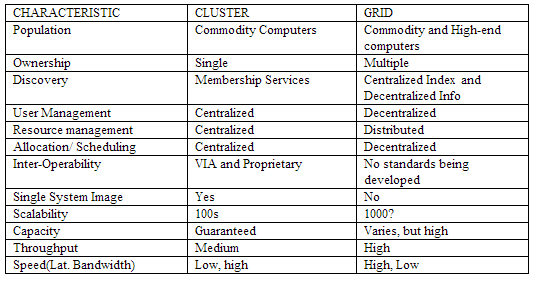 CHARACTERISTIC CLUSTER GRID
Population Commodity Computers Commodity and High-end
computers
Ownership Single Multiple
Discovery Membership Services Centralized Index and
Decentralized Info
User Management Centralized Decentralized
Resource management Centralized Distributed
Allocation/ Scheduling Centralized Decentralized
Inter-Operability VIA and Proprietary No standards being
developed
Single System Image Yes No
Scalability 100s 1000?
Capacity Guaranteed Varies, but high
Throughput Medium High
Speed(Lat. Bandwidth) Low, high High, Low